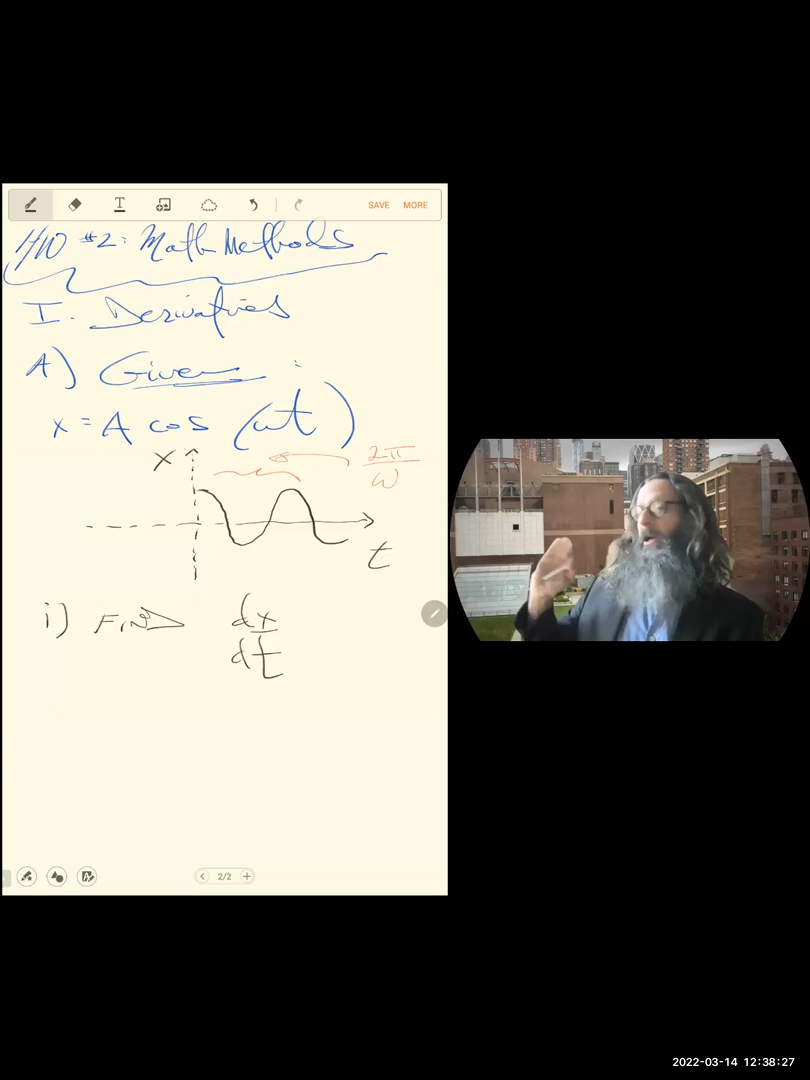 T
SAVE MORE
HW #2: Math Methods
I. Derivatives
A) Given :
x = A cos (ωt)
x
2π
ω
t
i) FIND dx
dt
2/2
A
2022-03-14 12:38:27